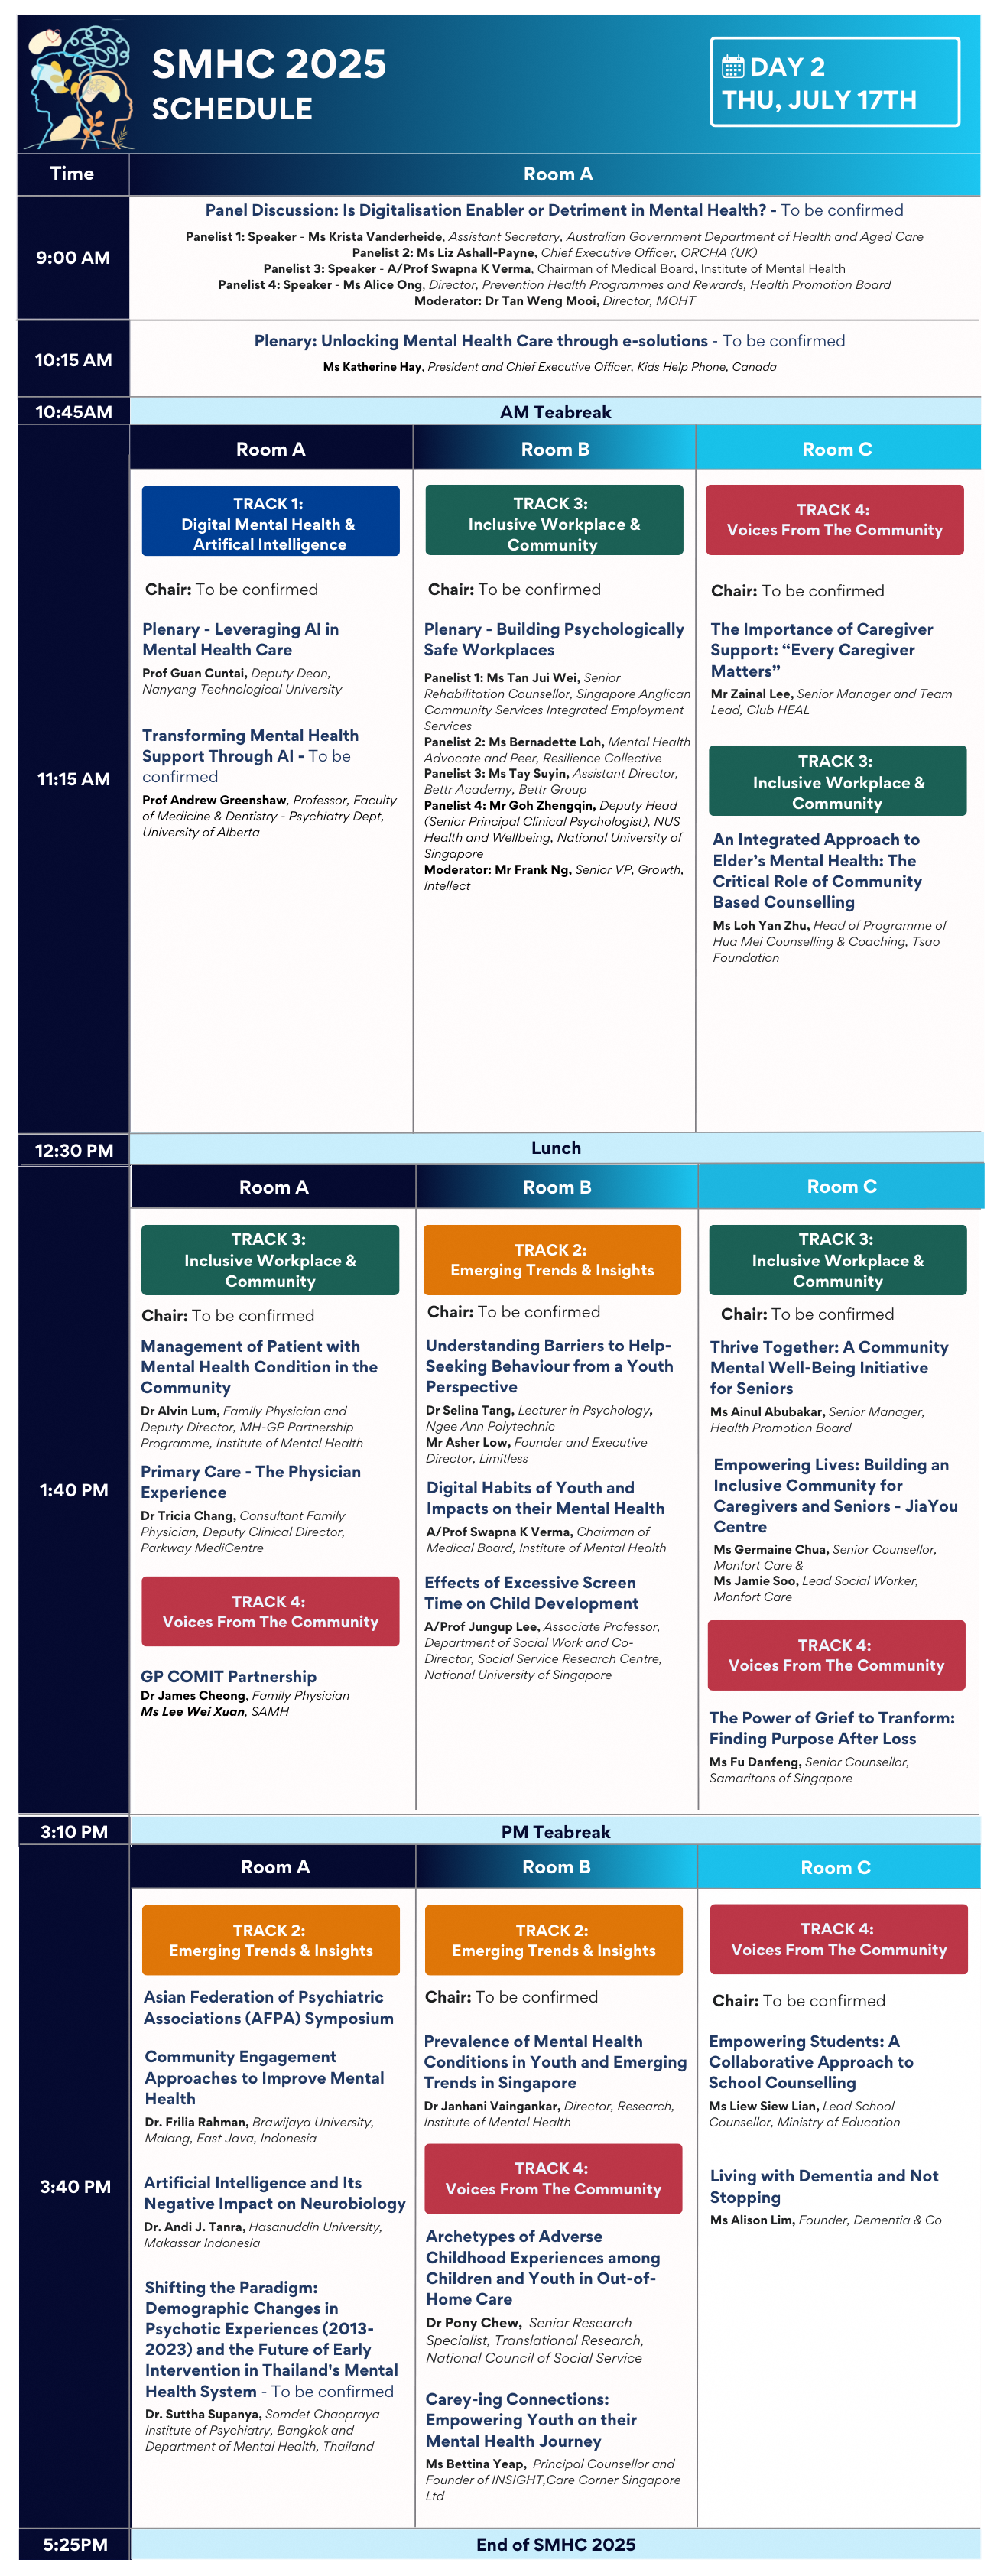 SMHC 2025
SCHEDULE
DAY 2
THU, JULY 17TH
Time
Room A
9:00 AM
Panel Discussion: Is Digitalisation Enabler or Detriment in Mental Health? - To be confirmed
Panelist 1: Speaker - Ms Krista Vanderheide, Assistant Secretary, Australian Government Department of Health and Aged Care
Panelist 2: Ms Liz Ashall-Payne, Chief Executive Officer, ORCHA (UK)
Panelist 3: Speaker - A/Prof Swapna K Verma, Chairman of Medical Board, Institute of Mental Health
Panelist 4: Speaker - Ms Alice Ong, Director, Prevention Health Programmes and Rewards, Health Promotion Board
Moderator: Dr Tan Weng Mooi, Director, MOHT
10:15 AM
Plenary: Unlocking Mental Health Care through e-solutions - To be confirmed
Ms Katherine Hay, President and Chief Executive Officer, Kids Help Phone, Canada
10:45AM
AM Teabreak
11:15 AM
Room A
TRACK 1:
Digital Mental Health &
Artifical Intelligence
Chair: To be confirmed
Plenary - Leveraging AI in
Mental Health Care
Prof Guan Cuntai, Deputy Dean,
Nanyang Technological University
Transforming Mental Health
Support Through AI - To be
confirmed
Prof Andrew Greenshaw, Professor, Faculty
of Medicine & Dentistry - Psychiatry Dept,
University of Alberta
Room B
TRACK 3:
Inclusive Workplace &
Community
Chair: To be confirmed
Plenary - Building Psychologically
Safe Workplaces
Panelist 1: Ms Tan Jui Wei, Senior
Rehabilitation Counsellor, Singapore Anglican
Community Services Integrated Employment
Services
Panelist 2: Ms Bernadette Loh, Mental Health
Advocate and Peer, Resilience Collective
Panelist 3: Ms Tay Suyin, Assistant Director,
Bettr Academy, Bettr Group
Panelist 4: Mr Goh Zhengqin, Deputy Head
(Senior Principal Clinical Psychologist), NUS
Health and Wellbeing, National University of
Singapore
Moderator: Mr Frank Ng, Senior VP, Growth,
Intellect
Room C
TRACK 4:
Voices From The Community
Chair: To be confirmed
The Importance of Caregiver
Support: “Every Caregiver
Matters”
Mr Zainal Lee, Senior Manager and Team
Lead, Club HEAL
TRACK 3:
Inclusive Workplace &
Community
An Integrated Approach to
Elder’s Mental Health: The
Critical Role of Community
Based Counselling
Ms Loh Yan Zhu, Head of Programme of
Hua Mei Counselling & Coaching, Tsao
Foundation
12:30 PM
Lunch
1:40 PM
Room A
TRACK 3:
Inclusive Workplace &
Community
Chair: To be confirmed
Management of Patient with
Mental Health Condition in the
Community
Dr Alvin Lum, Family Physician and
Deputy Director, MH-GP Partnership
Programme, Institute of Mental Health
Primary Care - The Physician
Experience
Dr Tricia Chang, Consultant Family
Physician, Deputy Clinical Director,
Parkway MediCentre
TRACK 4:
Voices From The Community
GP COMIT Partnership
Dr James Cheong, Family Physician
Ms Lee Wei Xuan, SAMH
Room B
TRACK 2:
Emerging Trends & Insights
Chair: To be confirmed
Understanding Barriers to Help-
Seeking Behaviour from a Youth
Perspective
Dr Selina Tang, Lecturer in Psychology,
Ngee Ann Polytechnic
Mr Asher Low, Founder and Executive
Director, Limitless
Digital Habits of Youth and
Impacts on their Mental Health
A/Prof Swapna K Verma, Chairman of
Medical Board, Institute of Mental Health
Effects of Excessive Screen
Time on Child Development
A/Prof Jungup Lee, Associate Professor,
Department of Social Work and Co-
Director, Social Service Research Centre,
National University of Singapore
Room C
TRACK 3:
Inclusive Workplace &
Community
Chair: To be confirmed
Thrive Together: A Community
Mental Well-Being Initiative
for Seniors
Ms Ainul Abubakar, Senior Manager,
Health Promotion Board
Empowering Lives: Building an
Inclusive Community for
Caregivers and Seniors - JiaYou
Centre
Ms Germaine Chua, Senior Counsellor,
Monfort Care &
Ms Jamie Soo, Lead Social Worker,
Monfort Care
TRACK 4:
Voices From The Community
The Power of Grief to Tranform:
Finding Purpose After Loss
Ms Fu Danfeng, Senior Counsellor,
Samaritans of Singapore
3:10 PM
PM Teabreak
3:40 PM
Room A
TRACK 2:
Emerging Trends & Insights
Asian Federation of Psychiatric
Associations (AFPA) Symposium
Community Engagement
Approaches to Improve Mental
Health
Dr. Frilia Rahman, Brawijaya University,
Malang, East Java, Indonesia
Artificial Intelligence and Its
Negative Impact on Neurobiology
Dr. Andi J. Tanra, Hasanuddin University,
Makassar Indonesia
Shifting the Paradigm:
Demographic Changes in
Psychotic Experiences (2013-
2023) and the Future of Early
Intervention in Thailand's Mental
Health System - To be confirmed
Dr. Suttha Supanya, Somdet Chaopraya
Institute of Psychiatry, Bangkok and
Department of Mental Health, Thailand
Room B
TRACK 2:
Emerging Trends & Insights
Chair: To be confirmed
Prevalence of Mental Health
Conditions in Youth and Emerging
Trends in Singapore
Dr Janhani Vaingankar, Director, Research,
Institute of Mental Health
TRACK 4:
Voices From The Community
Archetypes of Adverse
Childhood Experiences among
Children and Youth in Out-of-
Home Care
Dr Pony Chew, Senior Research
Specialist, Translational Research,
National Council of Social Service
Carey-ing Connections:
Empowering Youth on their
Mental Health Journey
Ms Bettina Yeap, Principal Counsellor and
Founder of INSIGHT,Care Corner Singapore
Ltd
Room C
TRACK 4:
Voices From The Community
Chair: To be confirmed
Empowering Students: A
Collaborative Approach to
School Counselling
Ms Liew Siew Lian, Lead School
Counsellor, Ministry of Education
Living with Dementia and Not
Stopping
Ms Alison Lim, Founder, Dementia & Co
5:25PM
End of SMHC 2025